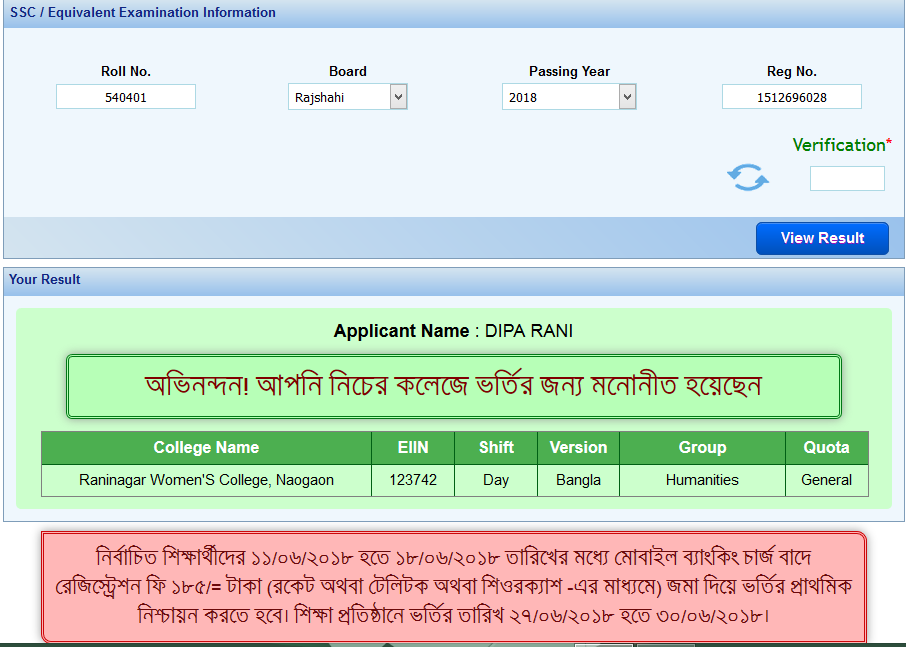 SSC / Equivalent Examination Information
Roll No. Board Passing Year Reg No.
540401 Rajshahi 2018 1512696028
Verification*
View Result
Your Result
Applicant Name : DIPA RANI
অভিনন্দন! আপনি নিচের কলেজে ভর্তির জন্য মনোনীত হয়েছেন
College Name EIIN Shift Version Group Quota
Raninagar Women'S College, Naogaon 123742 Day Bangla Humanities General
নির্বাচিত শিক্ষার্থীদের ১১/০৬/২০১৮ হতে ১৮/০৬/২০১৮ তারিখের মধ্যে মোবাইল ব্যাংকিং চার্জ বাদে
রেজিস্ট্রেশন ফি ১৮৫/= টাকা (রকেট অথবা টেলিটক অথবা শিওরক্যাশ -এর মাধ্যমে) জমা দিয়ে ভর্তির প্রাথমিক
নিশ্চায়ন করতে হবে। শিক্ষা প্রতিষ্ঠানে ভর্তির তারিখ ২৭/০৬/২০১৮ হতে ৩০/০৬/২০১৮।